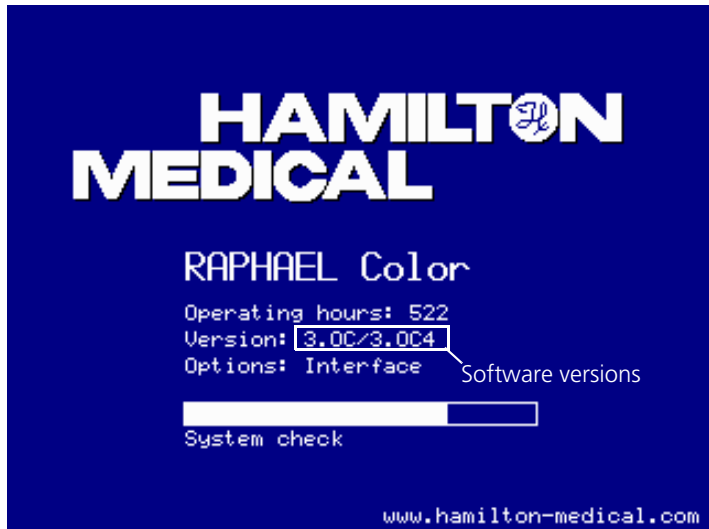 HAMILTON
MEDICAL
RAPHAEL Color
Operating hours: 522
Version: 3.0C/3.0C4
Options: Interface
Software versions
System check
www.hamilton-medical.com